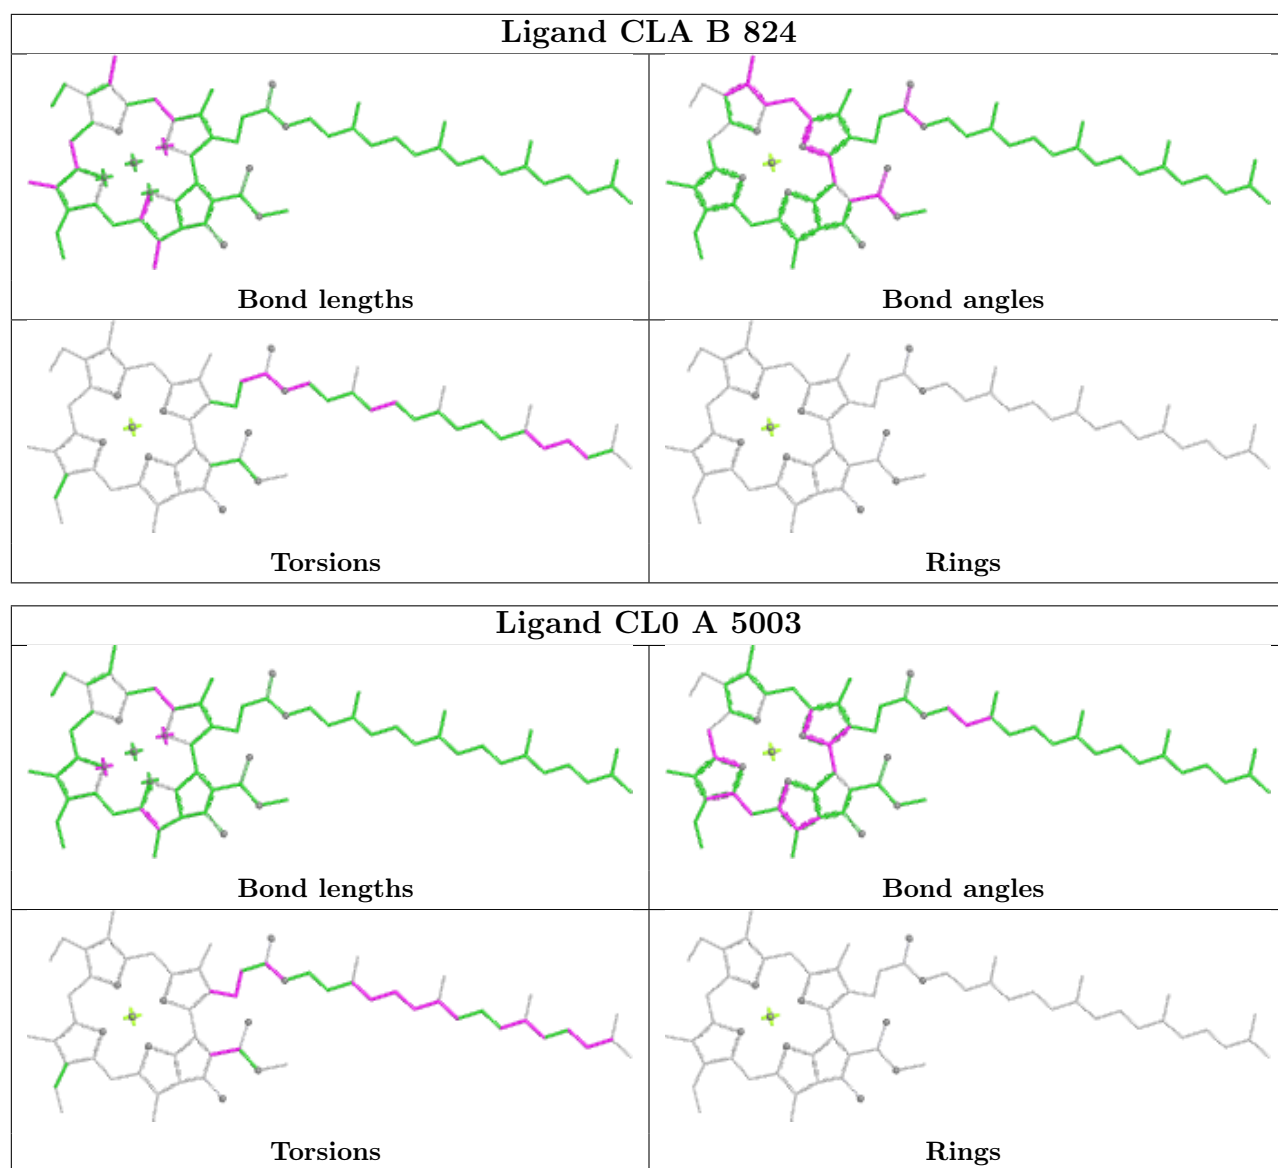 Ligand CLA B 824
Bond lengths
Bond angles
Torsions
Rings
Ligand CL0 A 5003
Bond lengths
Bond angles
Torsions
Rings